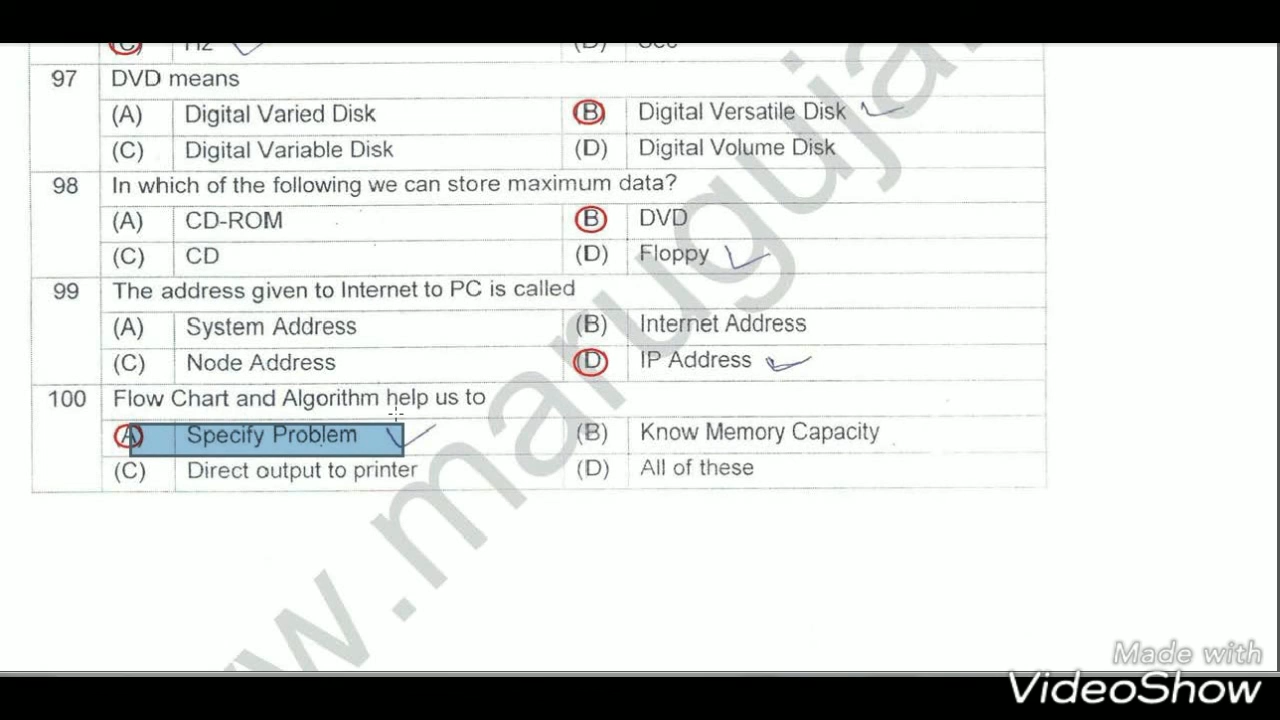 (C) Hz (D) Sec
97 DVD means
(A) Digital Varied Disk (B) Digital Versatile Disk
(C) Digital Variable Disk (D) Digital Volume Disk
98 In which of the following we can store maximum data?
(A) CD-ROM (B) DVD
(C) CD (D) Floppy
99 The address given to Internet to PC is called
(A) System Address (B) Internet Address
(C) Node Address (D) IP Address
100 Flow Chart and Algorithm help us to
(A) Specify Problem (B) Know Memory Capacity
(C) Direct output to printer (D) All of these
w.maruguja
Made with
VideoShow